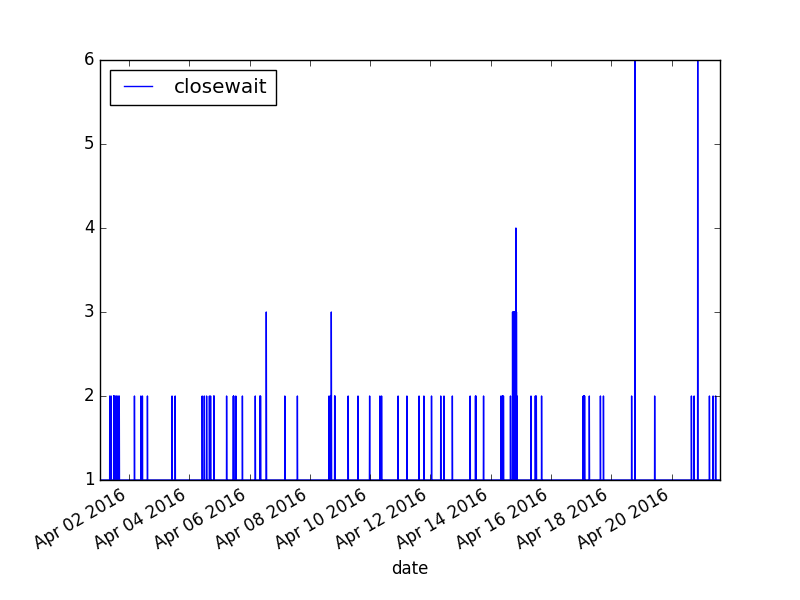 6
closewait
5
4
3
2
1
Apr 02 2016
Apr 04 2016
Apr 06 2016
Apr 08 2016
Apr 10 2016
Apr 12 2016
Apr 14 2016
Apr 16 2016
Apr 18 2016
Apr 20 2016
date